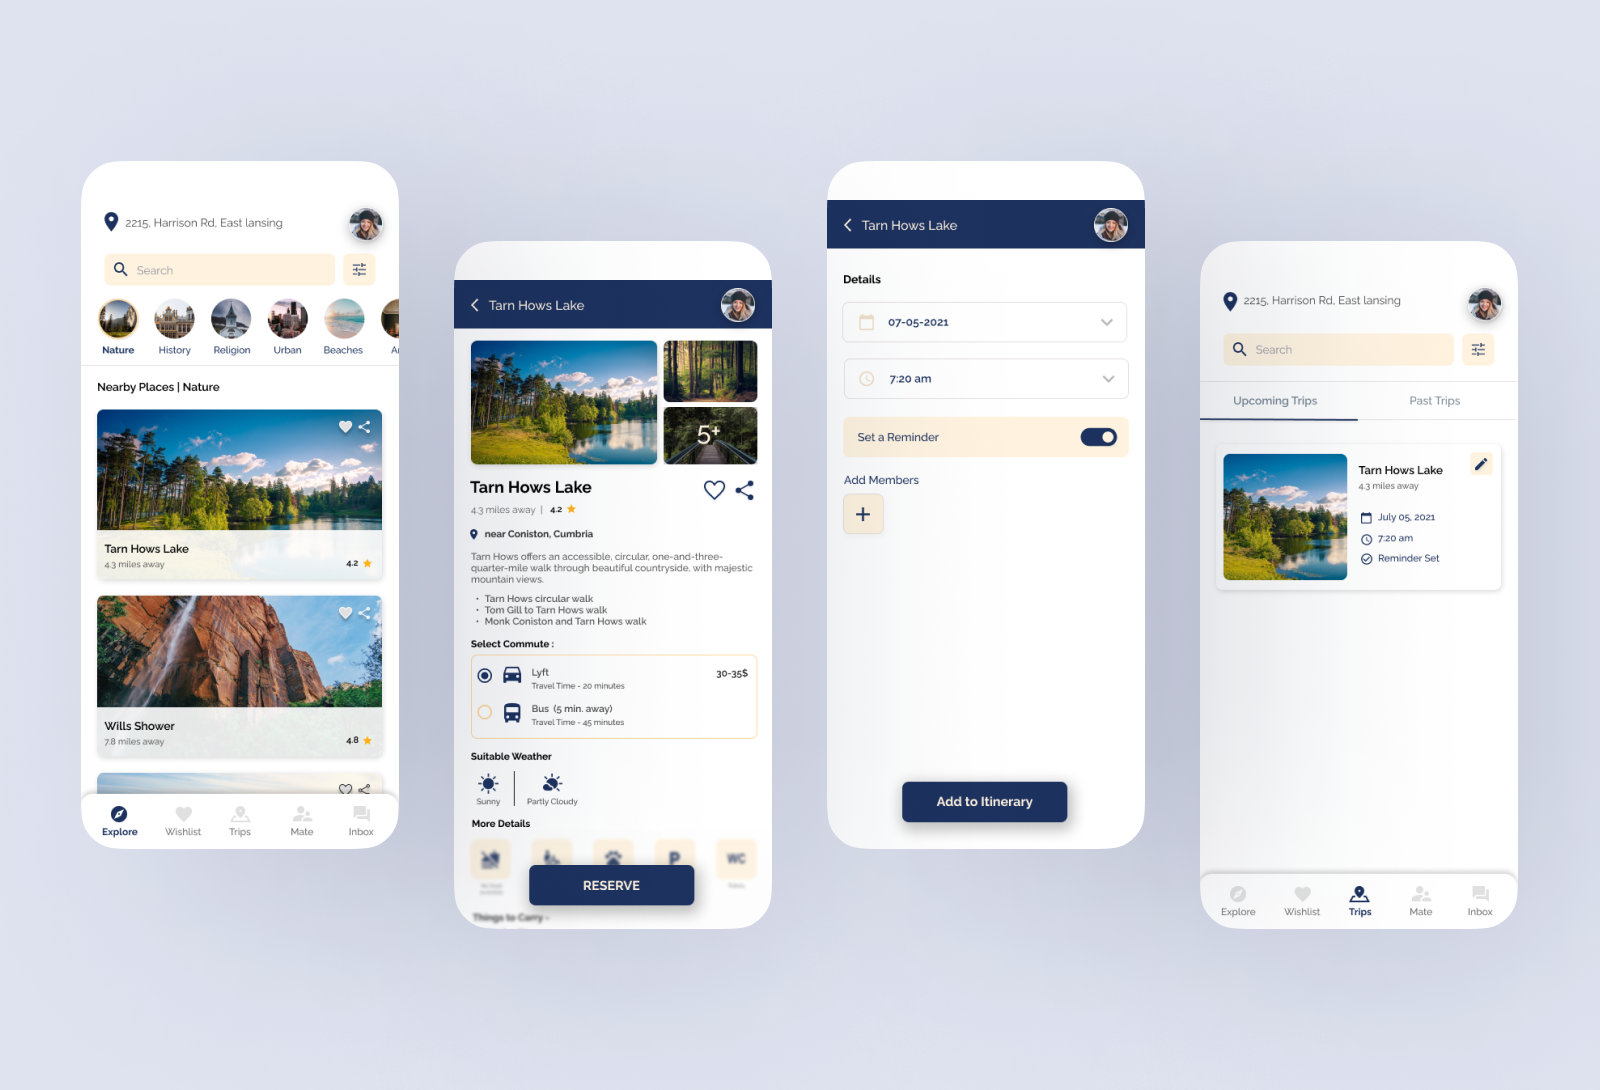 2215, Harrison Rd, East lansing
Search
Nature
History
Religion
Urban
Beaches
Nearby Places | Nature
Tarn Hows Lake
4.3 miles away
4.2
Wills Shower
7.8 miles away
4.8
Explore
Wishlist
Trips
Mate
Inbox
Tarn Hows Lake
5+
Tarn Hows Lake
4.3 miles away | 4.2
near Coniston, Cumbria
Tarn Hows offers an accessible, circular, one-and-three-
quarter-mile walk through beautiful countryside, with majestic
mountain views.
• Tarn Hows circular walk
• Tom Gill to Tarn Hows walk
• Monk Coniston and Tarn Hows walk
Select Commute :
Lyft
30-35$
Travel Time - 20 minutes
Bus (5 min. away)
Travel Time - 45 minutes
Suitable Weather
Sunny
Partly Cloudy
More Details
P
WC
RESERVE
Things to Carry -
Tarn Hows Lake
Details
07-05-2021
7:20 am
Set a Reminder
Add Members
Add to Itinerary
2215, Harrison Rd, East lansing
Search
Upcoming Trips
Past Trips
Tarn Hows Lake
4.3 miles away
July 05, 2021
7:20 am
Reminder Set
Explore
Wishlist
Trips
Mate
Inbox